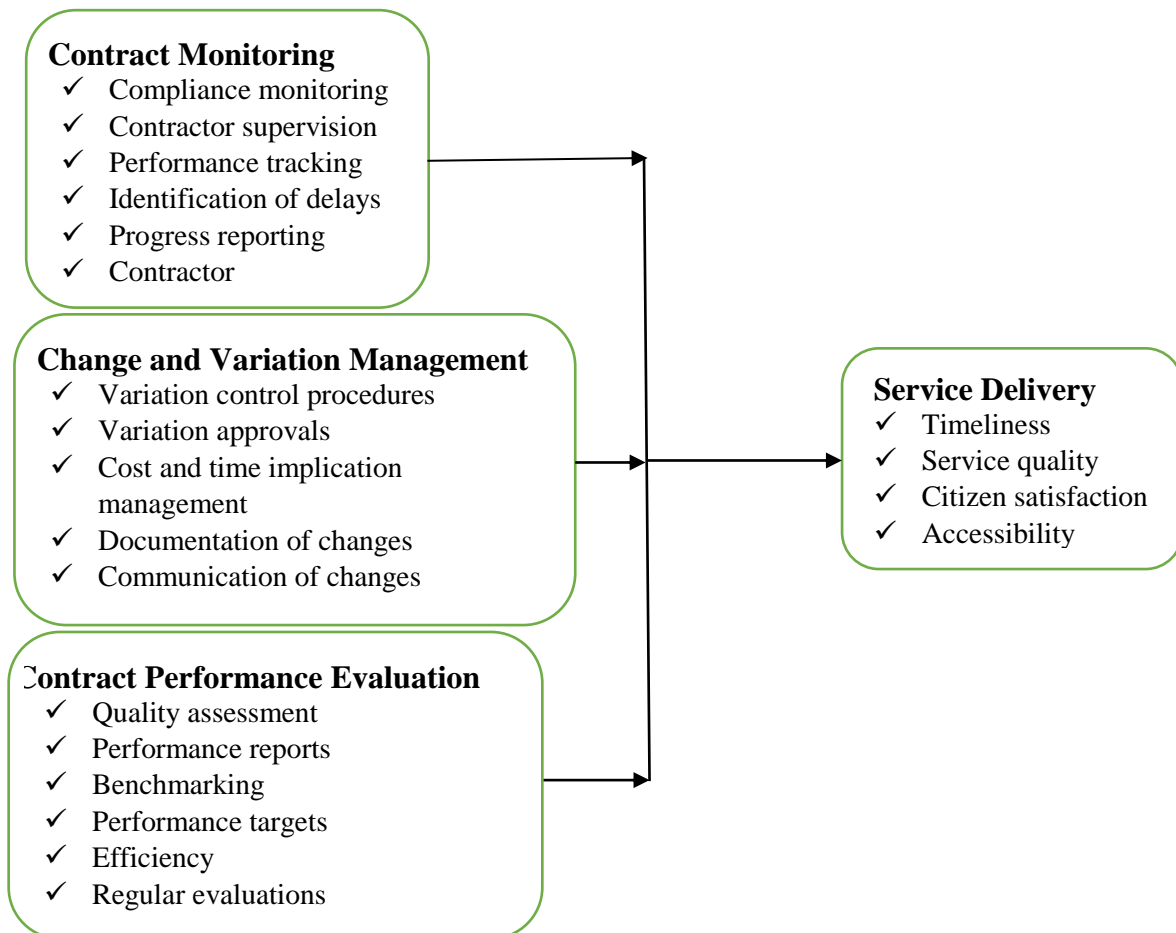 Contract Monitoring
✓ Compliance monitoring
✓ Contractor supervision
✓ Performance tracking
✓ Identification of delays
✓ Progress reporting
✓ Contractor
Change and Variation Management
✓ Variation control procedures
✓ Variation approvals
✓ Cost and time implication
management
✓ Documentation of changes
✓ Communication of changes
Contract Performance Evaluation
✓ Quality assessment
✓ Performance reports
✓ Benchmarking
✓ Performance targets
✓ Efficiency
✓ Regular evaluations
Service Delivery
✓ Timeliness
✓ Service quality
✓ Citizen satisfaction
✓ Accessibility